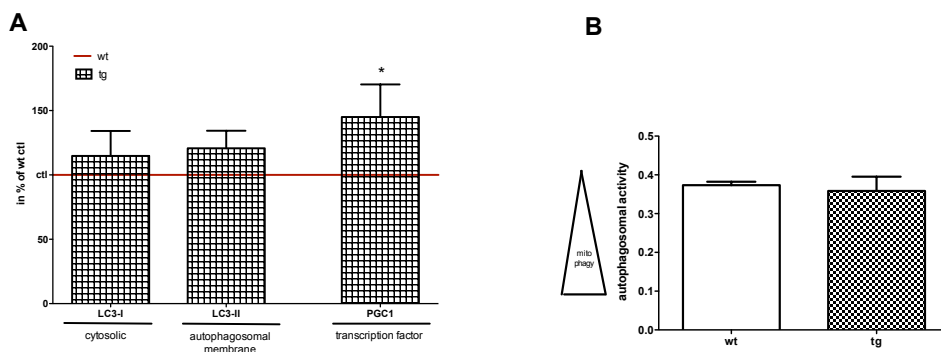 A
in % of wt ctl
200
150
ctl
50
0
wt
tg
*
LC3-I
LC3-II
PGC1
cytosolic
autophagosomal
membrane
transcription factor
B
mito
phagy
autophagosomal activity
0.5
0.4
0.3
0.2
0.1
0.0
wt
tg